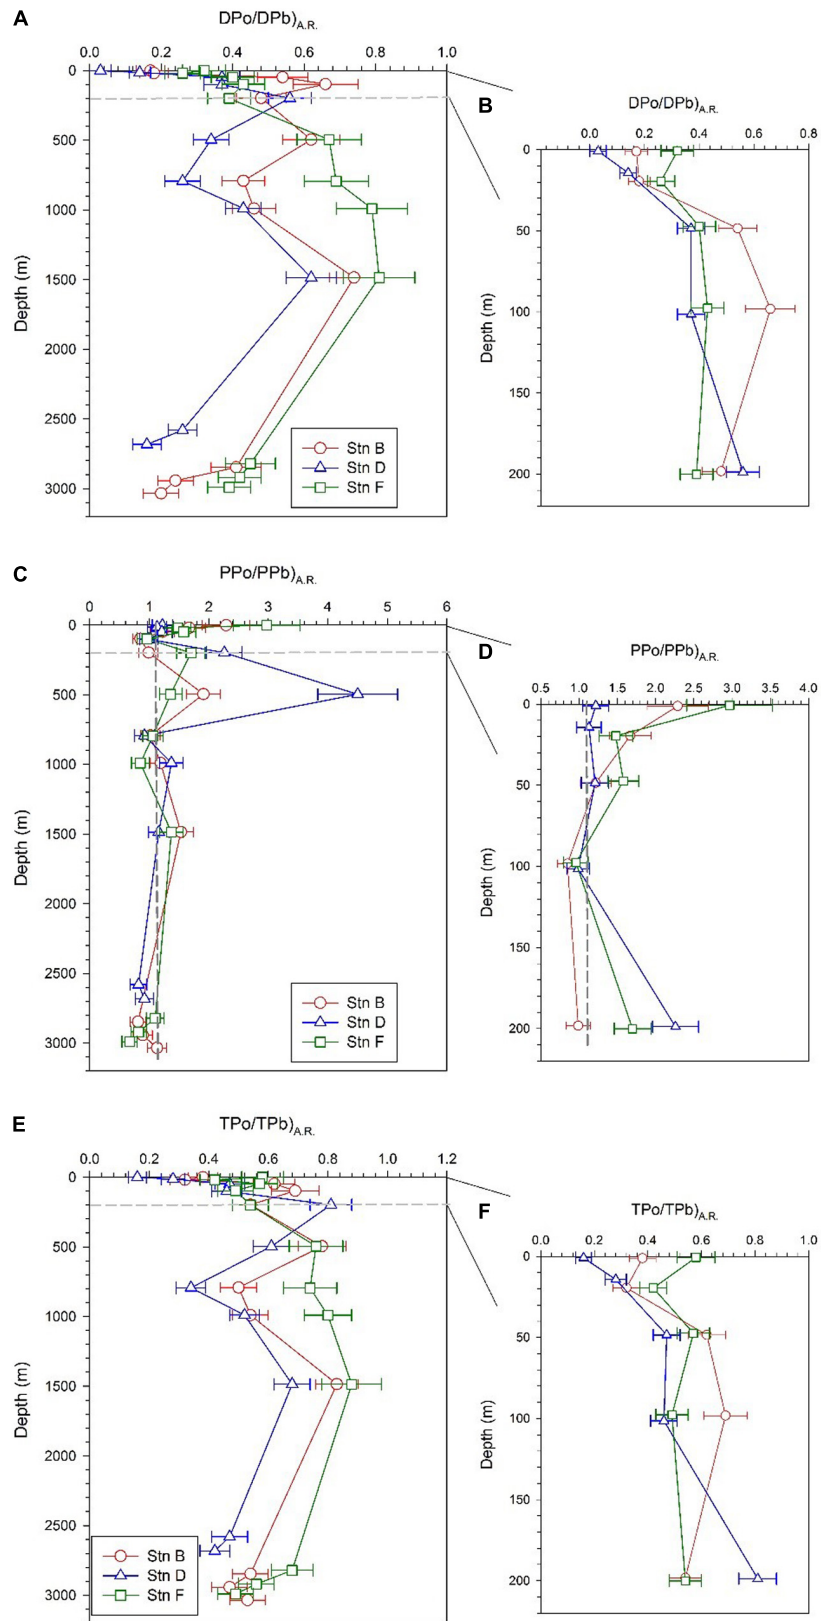 A
DPo/DPb)A.R.
0.0 0.2 0.4 0.6 0.8 1.0
0
500
1000
1500
2000
2500
3000
Depth (m)
Stn B
Stn D
Stn F
B
DPo/DPb)A.R.
0.0 0.2 0.4 0.6 0.8
0
50
100
150
200
Depth (m)
C
PPo/PPb)A.R.
0 1 2 3 4 5 6
0
500
1000
1500
2000
2500
3000
Depth (m)
Stn B
Stn D
Stn F
D
PPo/PPb)A.R.
0.5 1.0 1.5 2.0 2.5 3.0 3.5 4.0
0
50
100
150
200
Depth (m)
E
TPo/TPb)A.R.
0.0 0.2 0.4 0.6 0.8 1.0 1.2
0
500
1000
1500
2000
2500
3000
Depth (m)
Stn B
Stn D
Stn F
F
TPo/TPb)A.R.
0.0 0.2 0.4 0.6 0.8 1.0
0
50
100
150
200
Depth (m)